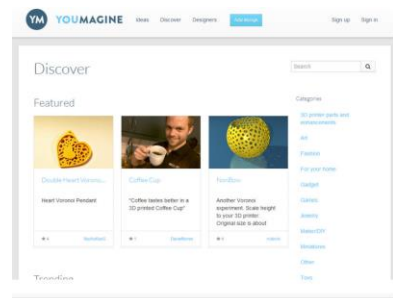 YM YOUMAGINE Ideas Discover Designers Sign up Sign in
Discover
Search
Featured
Categories
3D printer parts and
enhancements
Art
Fashion
For your home
Gadget
Games
Jewelry
Maker/DIY
Miniatures
Other
Toys
Double Heart Vorono...
Heart Voronoi Pendant
Coffee Cup
"Coffee tastes better in a
3D printed Coffee Cup"
Another Voronoi
experiment. Scale height
to your 3D printer.
Original size is about
Trending